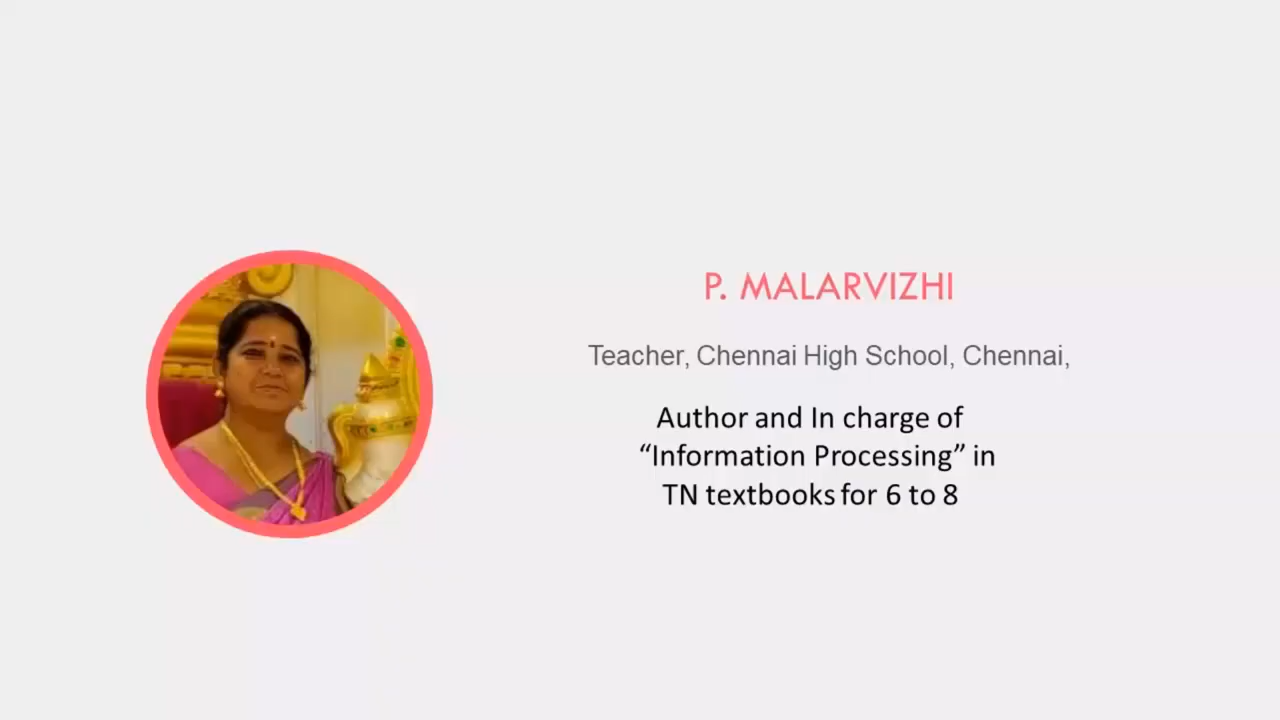 P. MALARVIZHI
Teacher, Chennai High School, Chennai,
Author and In charge of
“Information Processing” in
TN textbooks for 6 to 8